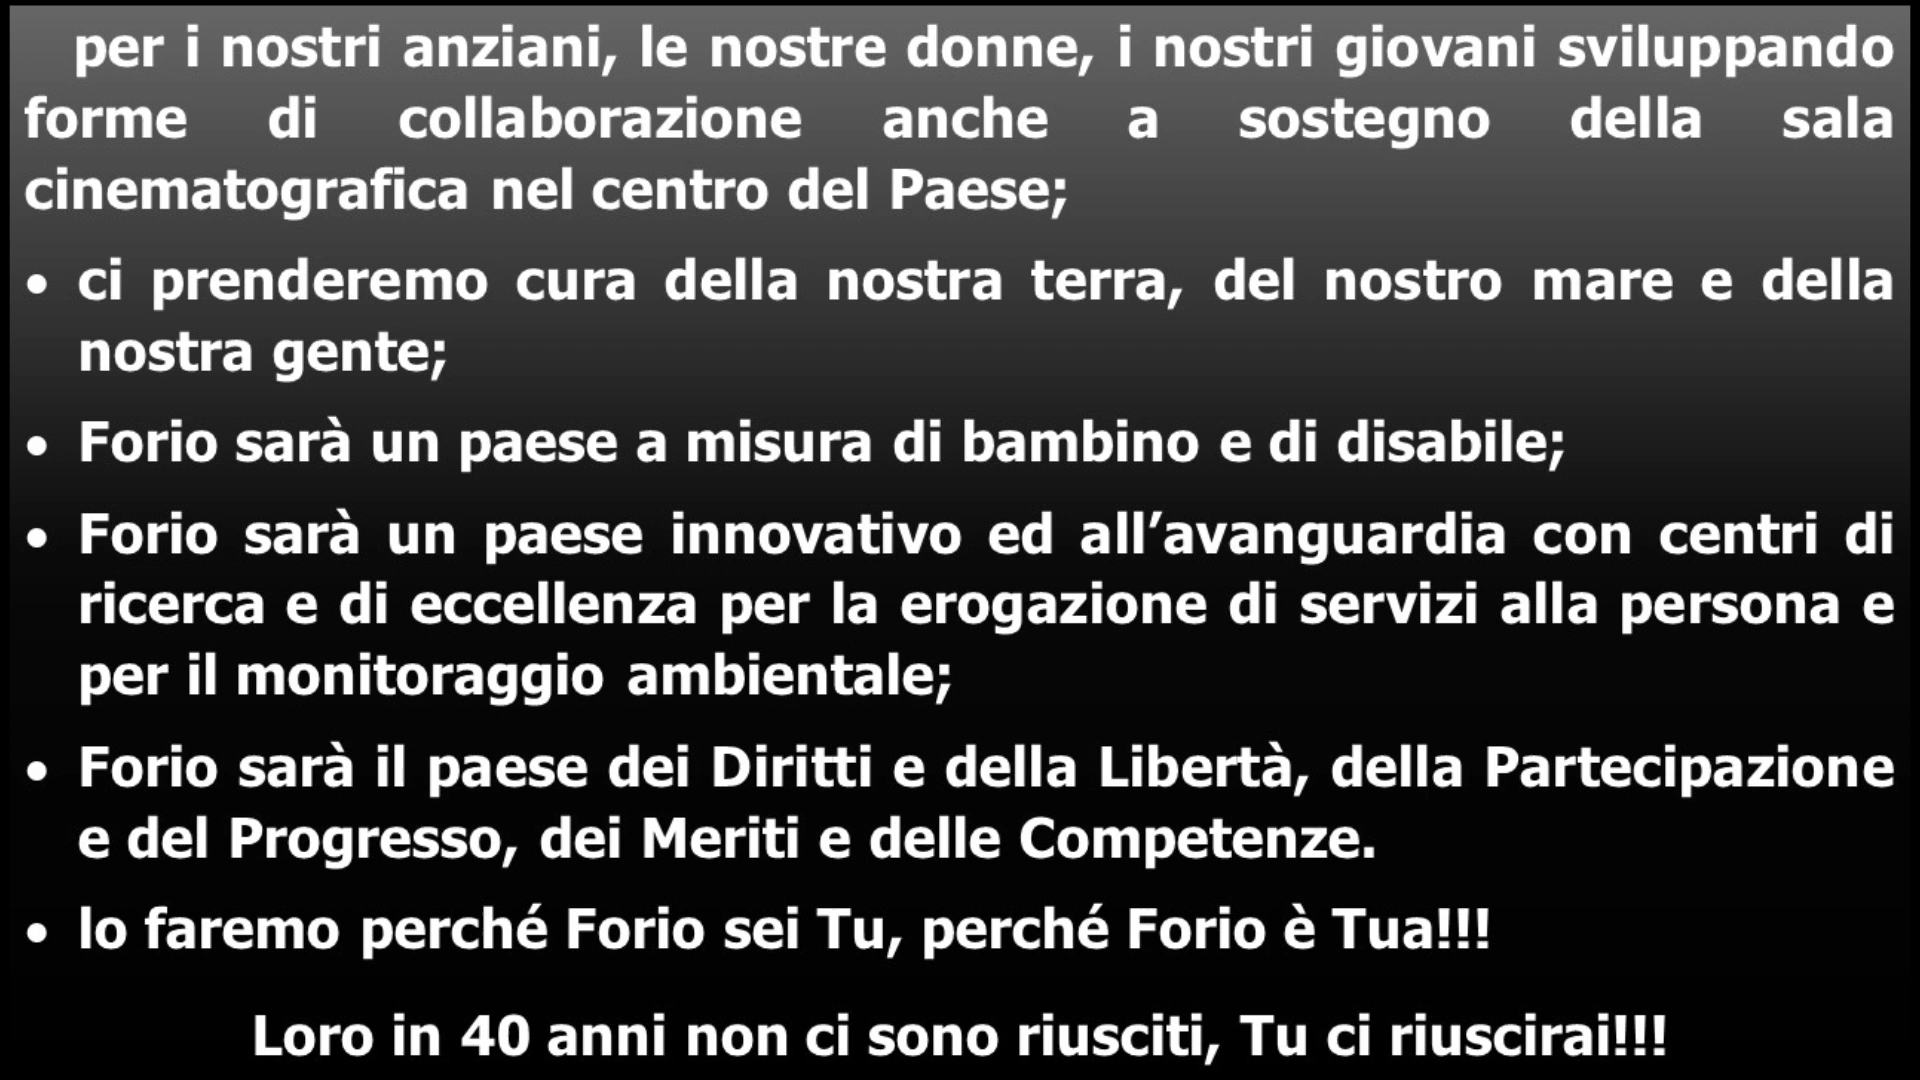 per i nostri anziani, le nostre donne, i nostri giovani sviluppando
forme di collaborazione anche a sostegno della sala
cinematografica nel centro del Paese;
• ci prenderemo cura della nostra terra, del nostro mare e della
nostra gente;
• Forio sarà un paese a misura di bambino e di disabile;
• Forio sarà un paese innovativo ed all’avanguardia con centri di
ricerca e di eccellenza per la erogazione di servizi alla persona e
per il monitoraggio ambientale;
• Forio sarà il paese dei Diritti e della Libertà, della Partecipazione
e del Progresso, dei Meriti e delle Competenze.
• lo faremo perché Forio sei Tu, perché Forio è Tua!!!
Loro in 40 anni non ci sono riusciti, Tu ci riuscirai!!!